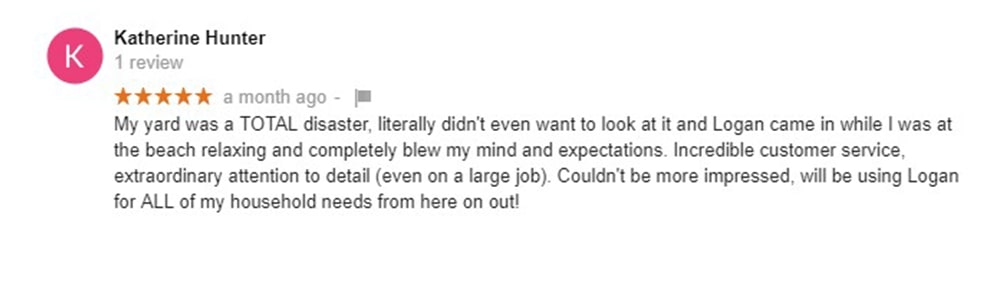 K
Katherine Hunter
1 review
★★★★★ a month ago -
My yard was a TOTAL disaster, literally didn't even want to look at it and Logan came in while I was at
the beach relaxing and completely blew my mind and expectations. Incredible customer service,
extraordinary attention to detail (even on a large job). Couldn't be more impressed, will be using Logan
for ALL of my household needs from here on out!